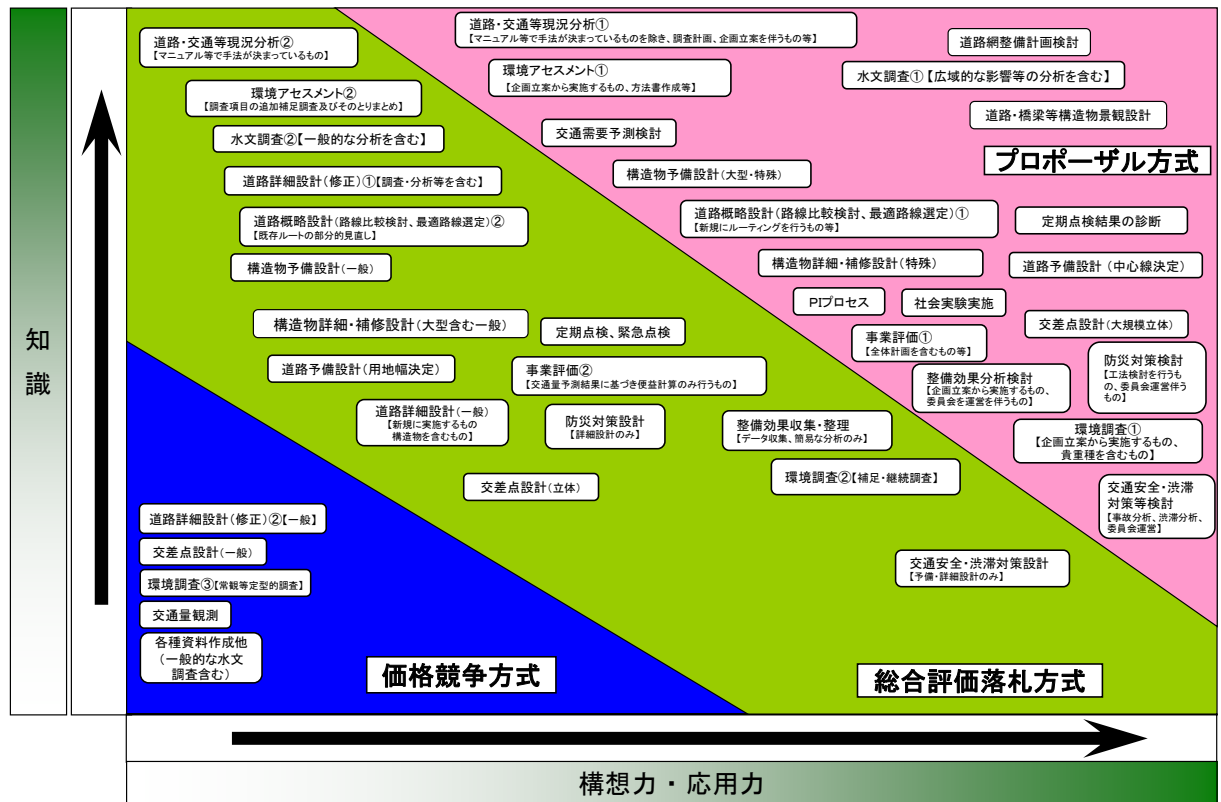 知
識
道路・交通等現況分析②
【マニュアル等で手法が決まっているもの】
環境アセスメント②
【調査項目の追加補足調査及びそのとりまとめ】
水文調査②【一般的な分析を含む】
道路詳細設計(修正)①【調査・分析等を含む】
道路概略設計(路線比較検討、最適路線選定)②
【既存ルートの部分的見直し】
構造物予備設計(一般)
構造物詳細・補修設計(大型含む一般)
道路予備設計(用地幅決定)
道路詳細設計(一般)
【新規に実施するもの
構造物を含むもの】
定期点検、緊急点検
事業評価②
【交通量予測結果に基づき便益計算のみ行うもの】
防災対策設計
【詳細設計のみ】
交差点設計(立体)
整備効果収集・整理
【データ収集、簡易な分析のみ】
環境調査②【補足・継続調査】
交通安全・渋滞対策設計
【予備・詳細設計のみ】
総合評価落札方式
道路・交通等現況分析①
【マニュアル等で手法が決まっているものを除き、調査計画、企画立案を伴うもの等】
環境アセスメント①
【企画立案から実施するもの、方法書作成等】
交通需要予測検討
構造物予備設計(大型・特殊)
道路網整備計画検討
水文調査①【広域的な影響等の分析を含む】
道路・橋梁等構造物景観設計
プロポーザル方式
道路概略設計(路線比較検討、最適路線選定)①
【新規にルーティングを行うもの等】
定期点検結果の診断
構造物詳細・補修設計(特殊)
道路予備設計(中心線決定)
PIプロセス
社会実験実施
交差点設計(大規模立体)
事業評価①
【全体計画を含むもの等】
整備効果分析検討
【企画立案から実施するもの、
委員会を運営を伴うもの】
防災対策検討
【工法検討を行うも
の、委員会運営伴う
もの】
環境調査①
【企画立案から実施するもの、
貴重種を含むもの】
交通安全・渋滞
対策等検討
【事故分析、渋滞分析、
委員会運営】
道路詳細設計(修正)②【一般】
交差点設計(一般)
環境調査③【常観等定型的調査】
交通量観測
各種資料作成他
(一般的な水文
調査含む)
価格競争方式
構想力・応用力